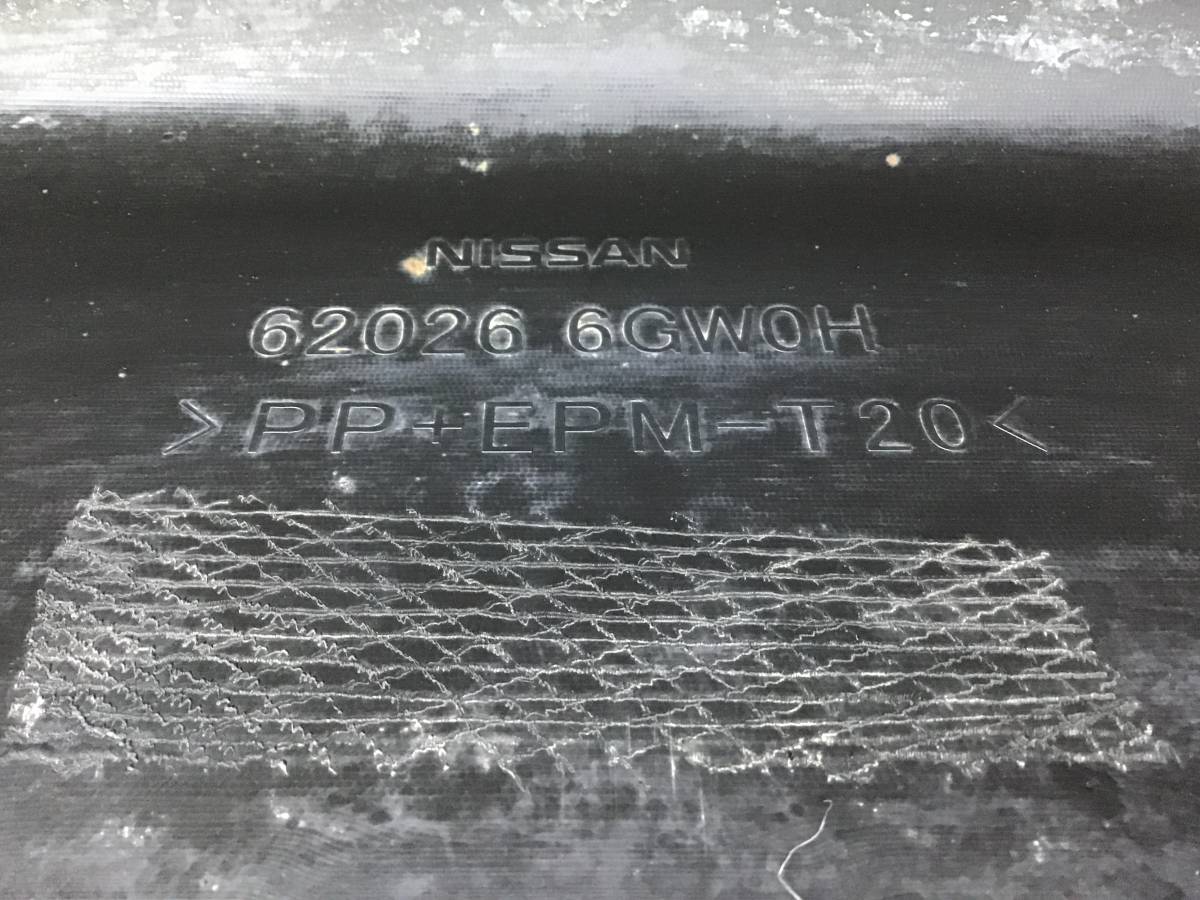 NISSAN
62026 6GW0H
>PP+EPM-T20<